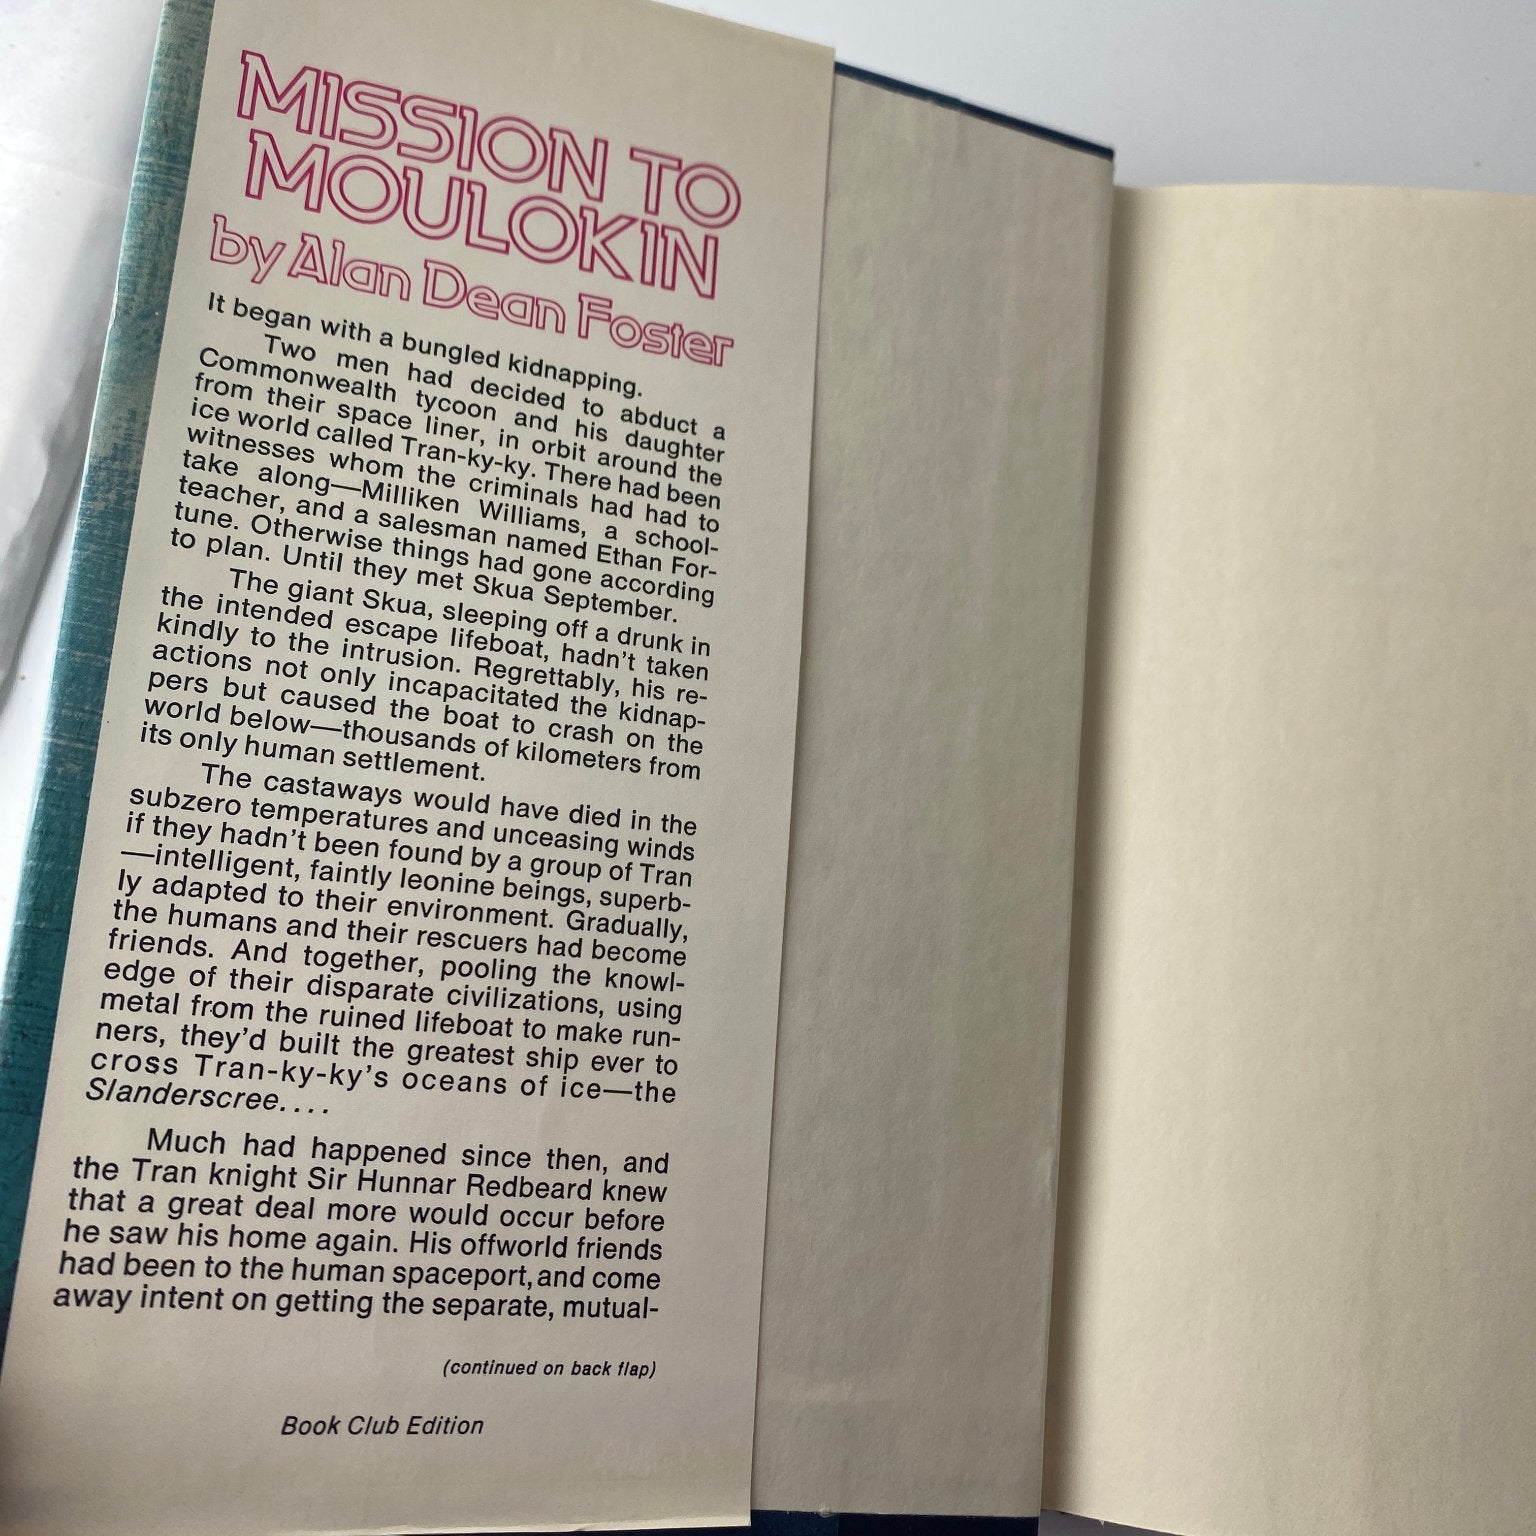 MISSION TO
MOULOKIN
by Alan Dean Foster
It began with a bungled kidnapping.
Two men had decided to abduct a
Commonwealth tycoon and his daughter
from their space liner, in orbit around the
ice world called Tran-ky-ky. There had been
witnesses whom the criminals had had to
take along—Milliken Williams, a school-
teacher, and a salesman named Ethan For-
tune. Otherwise things had gone according
to plan. Until they met Skua September.
The giant Skua, sleeping off a drunk in
the intended escape lifeboat, hadn't taken
kindly to the intrusion. Regrettably, his re-
actions not only incapacitated the kidnap-
pers but caused the boat to crash on the
world below—thousands of kilometers from
its only human settlement.
The castaways would have died in the
subzero temperatures and unceasing winds
if they hadn't been found by a group of Tran
—intelligent, faintly leonine beings, superb-
ly adapted to their environment. Gradually,
the humans and their rescuers had become
friends. And together, pooling the knowl-
edge of their disparate civilizations, using
metal from the ruined lifeboat to make run-
ners, they'd built the greatest ship ever to
cross Tran-ky-ky's oceans of ice—the
Slanderscree....
Much had happened since then, and
the Tran knight Sir Hunnar Redbeard knew
that a great deal more would occur before
he saw his home again. His offworld friends
had been to the human spaceport, and come
away intent on getting the separate, mutual-
(continued on back flap)
Book Club Edition